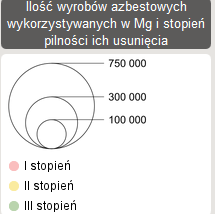 Ilość wyrobów azbestowych
wykorzystywanych w Mg i stopień
pilności ich usunięcia
750 000
300 000
100 000
I stopień
II stopień
III stopień